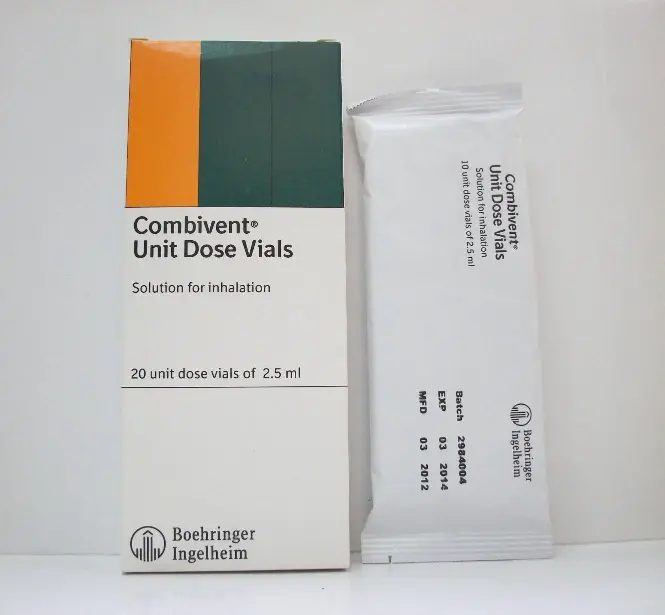 Combivent®
Unit Dose Vials
Solution for inhalation
20 unit dose vials of 2.5 ml
Boehringer
Ingelheim
Combivent®
Unit Dose Vials
Solution for inhalation
10 unit dose vials of 2.5 ml
Boehringer
Ingelheim
Batch 2984004
EXP 03 2014
MFD 03 2012